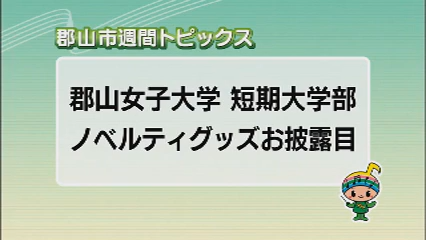 郡山市週間トピックス
郡山女子大学 短期大学部
ノベルティグッズお披露目